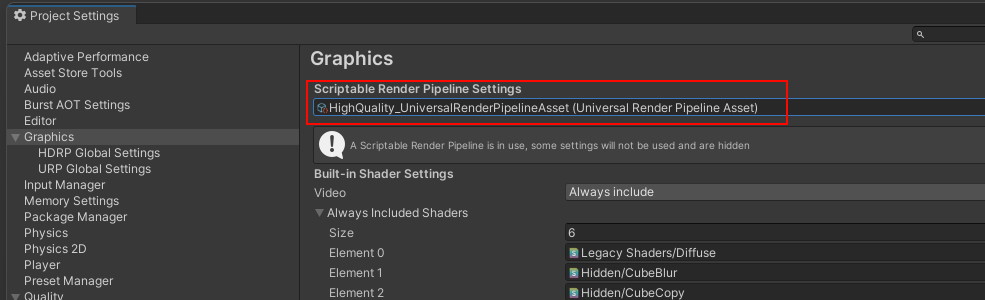 Project Settings
Adaptive Performance
Asset Store Tools
Audio
Burst AOT Settings
Editor
Graphics
HDRP Global Settings
URP Global Settings
Input Manager
Memory Settings
Package Manager
Physics
Physics 2D
Player
Preset Manager
Quality
Graphics
Scriptable Render Pipeline Settings
HighQuality_UniversalRenderPipelineAsset (Universal Render Pipeline Asset)
A Scriptable Render Pipeline is in use, some settings will not be used and are hidden
Built-in Shader Settings
Video Always include
Always Included Shaders
Size 6
Element 0 Legacy Shaders/Diffuse
Element 1 Hidden/CubeBlur
Element 2 Hidden/CubeCopy